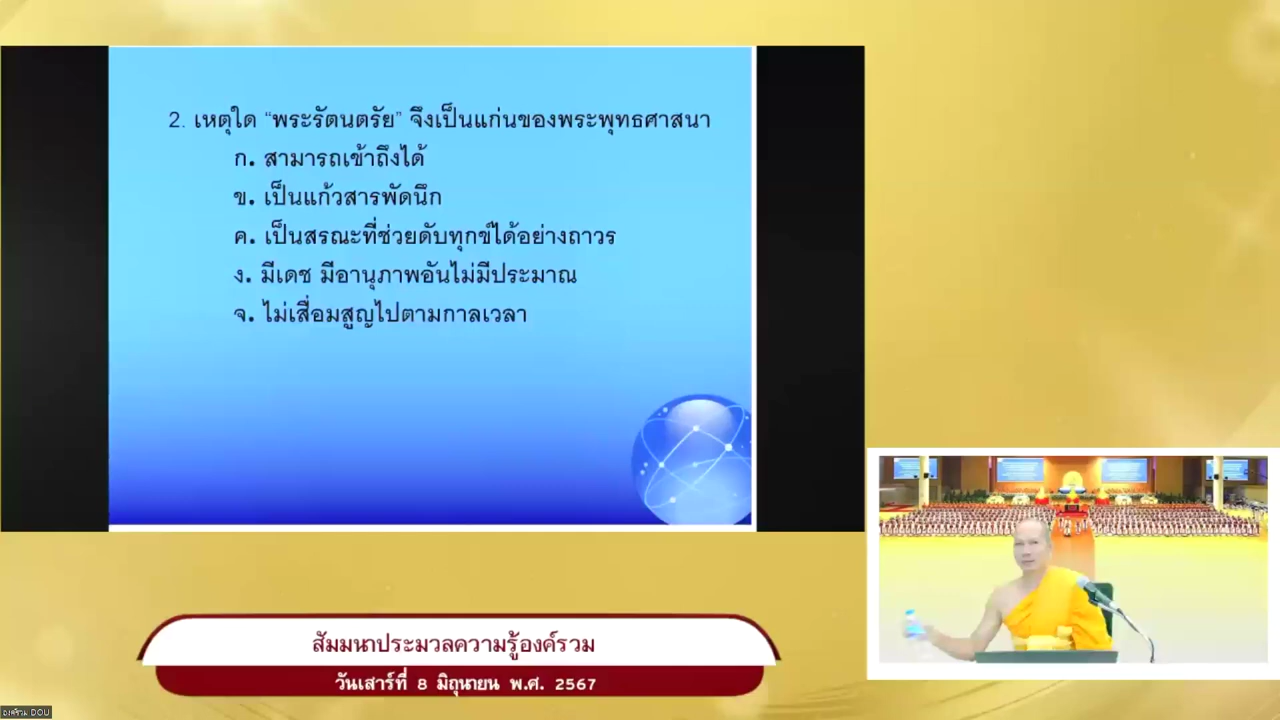 2. เหตุใด “พระรัตนตรัย” จึงเป็นแก่นของพระพุทธศาสนา
ก. สามารถเข้าถึงได้
ข. เป็นแก้วสารพัดนึก
ค. เป็นสรณะที่ช่วยดับทุกข์ได้อย่างถาวร
ง. มีเดช มีอานุภาพอันไม่มีประมาณ
จ. ไม่เสื่อมสูญไปตามกาลเวลา
สัมมนาประมวลความรู้องค์รวม
วันเสาร์ที่ 8 มิถุนายน พ.ศ. 2567
องค์รวม DOU